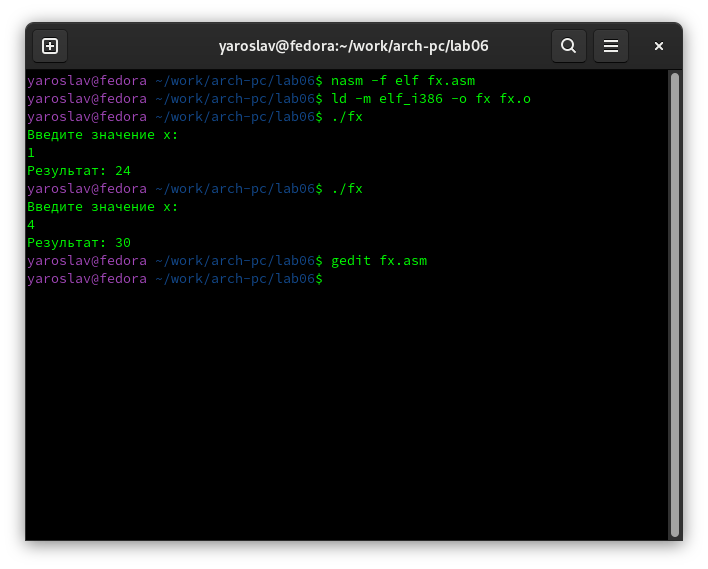 yaroslav@fedora:~/work/arch-pc/lab06
yaroslav@fedora ~/work/arch-pc/lab06$ nasm -f elf fx.asm
yaroslav@fedora ~/work/arch-pc/lab06$ ld -m elf_i386 -o fx fx.o
yaroslav@fedora ~/work/arch-pc/lab06$ ./fx
Введите значение x:
1
Результат: 24
yaroslav@fedora ~/work/arch-pc/lab06$ ./fx
Введите значение x:
4
Результат: 30
yaroslav@fedora ~/work/arch-pc/lab06$ gedit fx.asm
yaroslav@fedora ~/work/arch-pc/lab06$